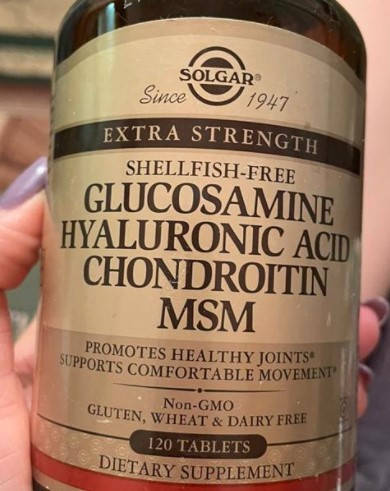 SOLGAR®
Since 1947
EXTRA STRENGTH
SHELLFISH-FREE
GLUCOSAMINE
HYALURONIC ACID
CHONDROITIN
MSM
PROMOTES HEALTHY JOINTS*
SUPPORTS COMFORTABLE MOVEMENT*
NON-GMO
GLUTEN, WHEAT & DAIRY FREE
120 TABLETS
DIETARY SUPPLEMENT